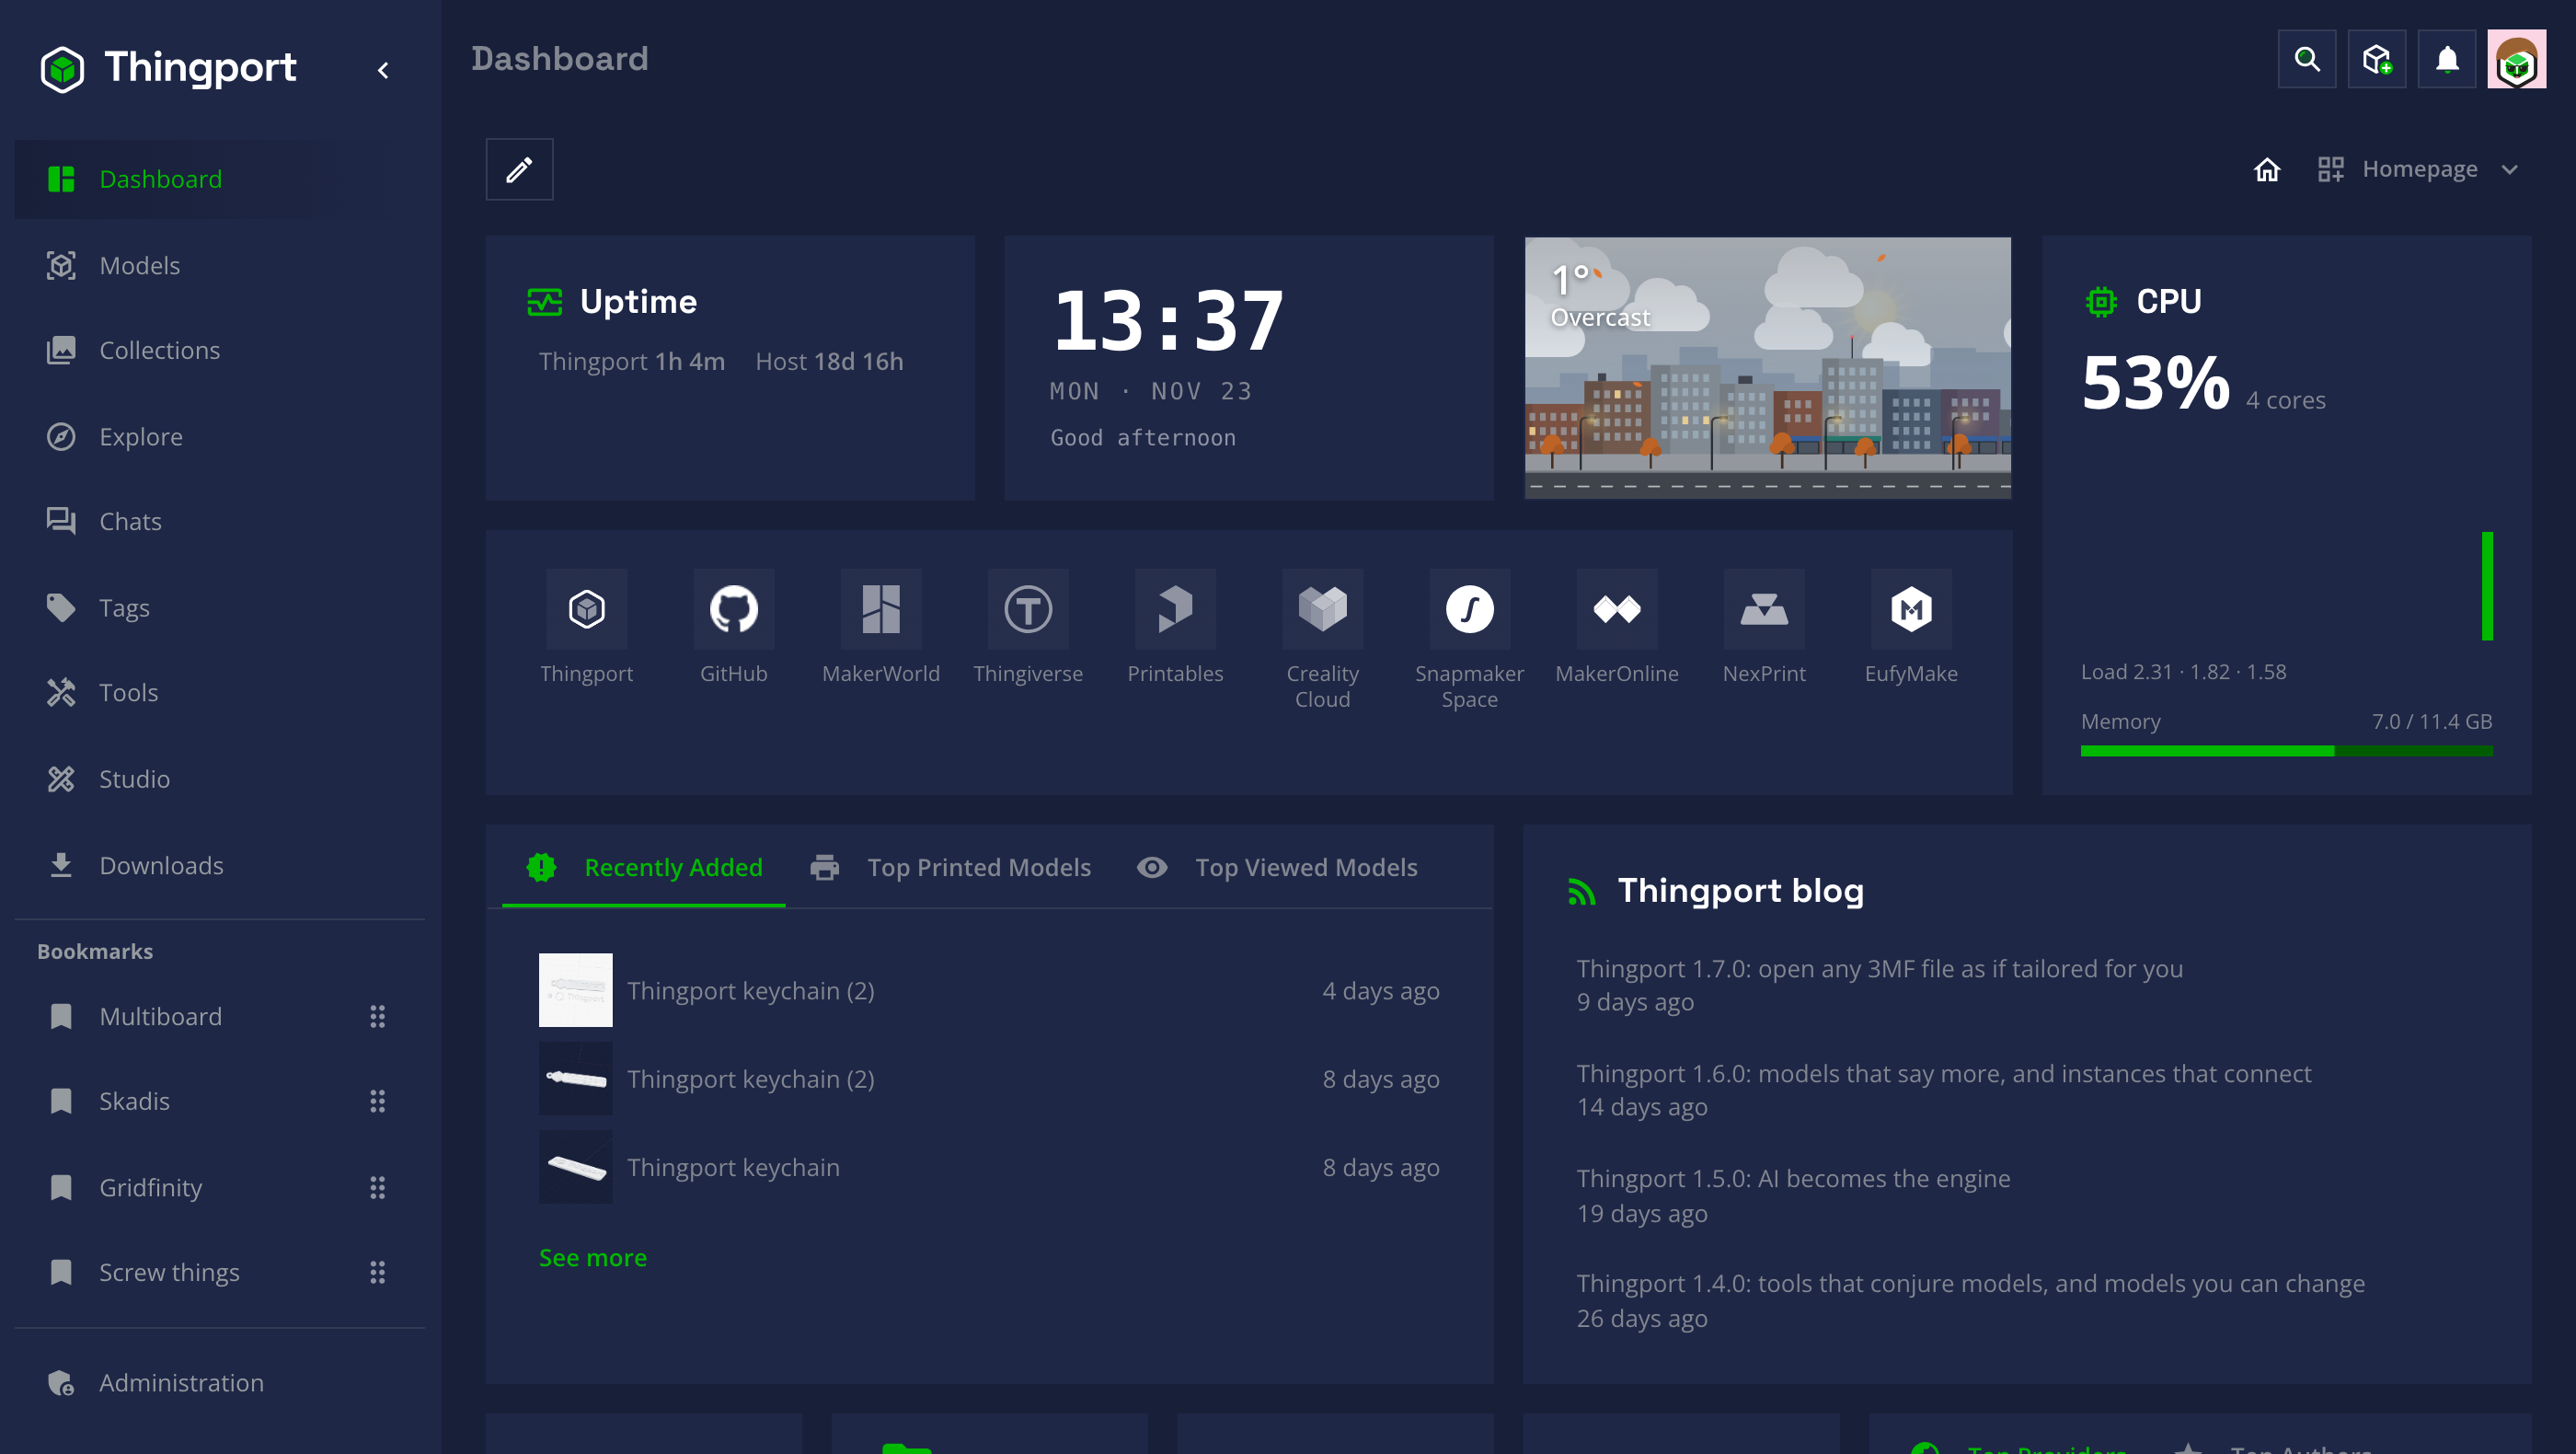 Thingport
Dashboard
Models
Collections
Explore
Chats
Tags
Tools
Studio
Downloads
Bookmarks
Multiboard
Skadis
Gridfinity
Screw things
Administration
Dashboard
Homepage
Uptime
Thingport 1h 4m Host 18d 16h
13:37
MON · NOV 23
Good afternoon
1°
Overcast
CPU
53% 4 cores
Load 2.31 · 1.82 · 1.58
Memory 7.0 / 11.4 GB
Thingport
GitHub
MakerWorld
Thingiverse
Printables
Creality
Cloud
Snapmaker
Space
MakerOnline
NexPrint
EufyMake
Recently Added
Top Printed Models
Top Viewed Models
Thingport keychain (2) 4 days ago
Thingport keychain (2) 8 days ago
Thingport keychain 8 days ago
See more
Thingport blog
Thingport 1.7.0: open any 3MF file as if tailored for you
9 days ago
Thingport 1.6.0: models that say more, and instances that connect
14 days ago
Thingport 1.5.0: AI becomes the engine
19 days ago
Thingport 1.4.0: tools that conjure models, and models you can change
26 days ago
Top Providers
Top Authors